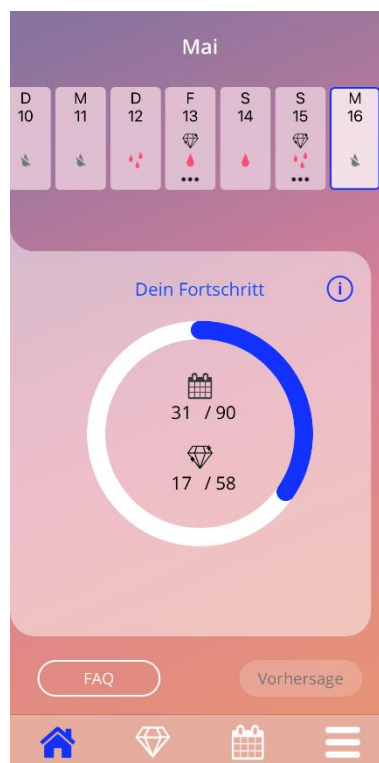 Mai
D M D F S S M
10 11 12 13 14 15 16
Dein Fortschritt
i
31 / 90
17 / 58
FAQ
Vorhersage